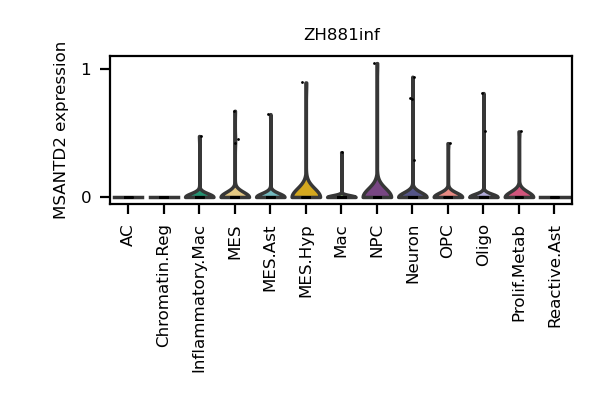 ZH881inf
MSANTD2 expression
1
0
AC
Chromatin.Reg
Inflammatory.Mac
MES
MES.Ast
MES.Hyp
Mac
NPC
Neuron
OPC
Oligo
Prolif.Metab
Reactive.Ast